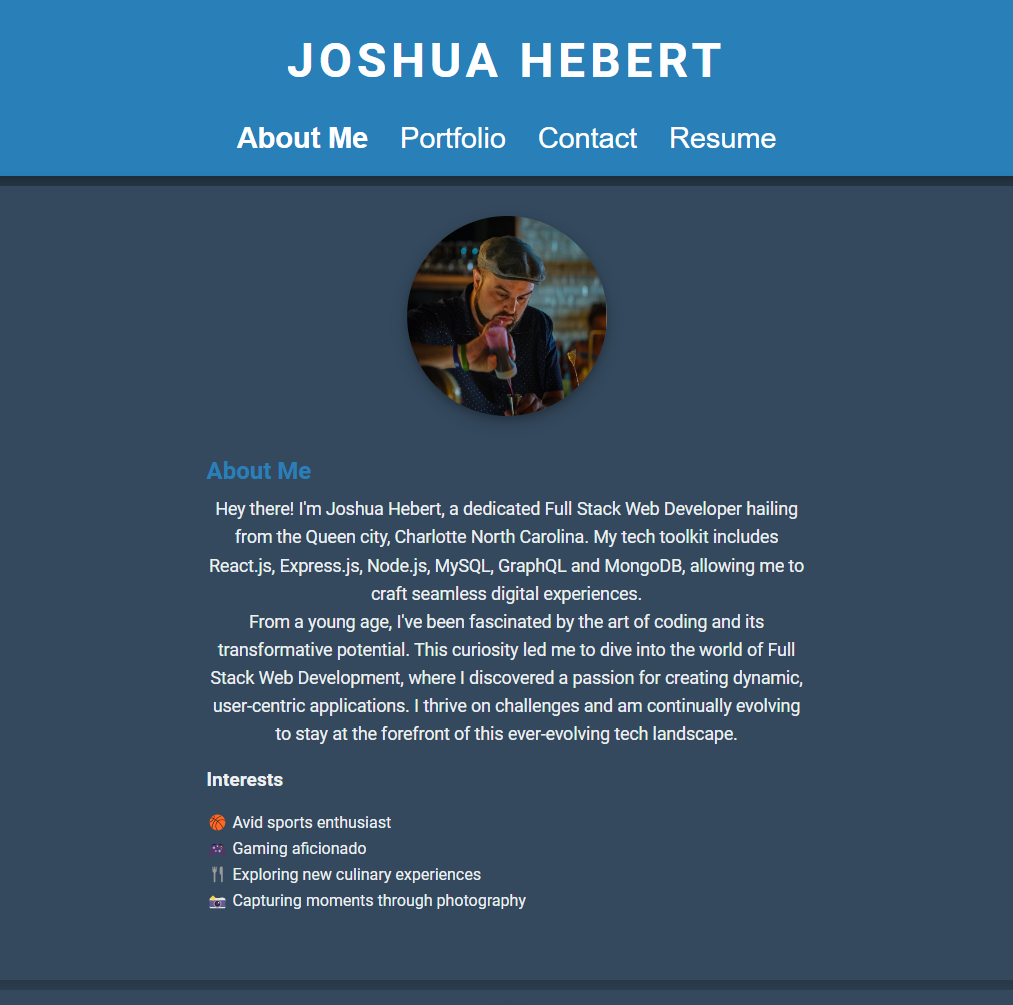 JOSHUA HEBERT
About Me Portfolio Contact Resume
About Me
Hey there! I'm Joshua Hebert, a dedicated Full Stack Web Developer hailing
from the Queen city, Charlotte North Carolina. My tech toolkit includes
React.js, Express.js, Node.js, MySQL, GraphQL and MongoDB, allowing me to
craft seamless digital experiences.
From a young age, I've been fascinated by the art of coding and its
transformative potential. This curiosity led me to dive into the world of Full
Stack Web Development, where I discovered a passion for creating dynamic,
user-centric applications. I thrive on challenges and am continually evolving
to stay at the forefront of this ever-evolving tech landscape.
Interests
🏀 Avid sports enthusiast
🎮 Gaming aficionado
🍴 Exploring new culinary experiences
📸 Capturing moments through photography